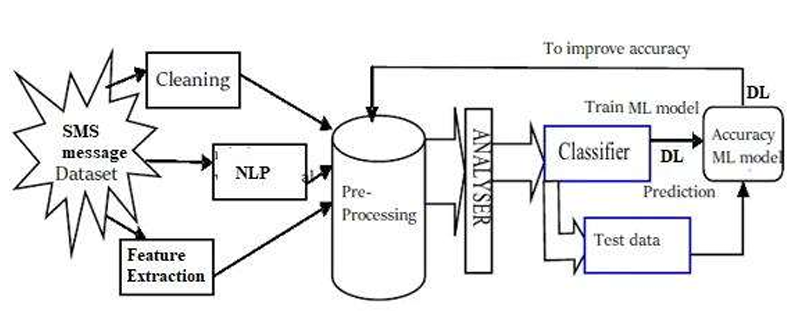 To improve accuracy
Cleaning
SMS
message
Dataset
NLP
Feature
Extraction
Pre-
Processing
ANALYSER
Classifier
Train ML model
DL
DL
Accuracy
ML model
Prediction
Test data